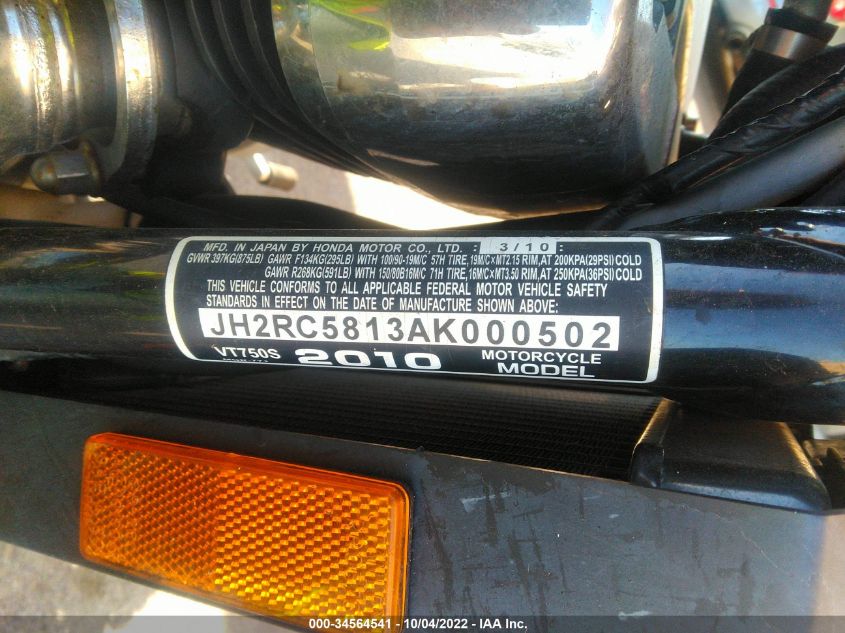 MFD. IN JAPAN BY HONDA MOTOR CO., LTD. : 3/10 :
GVWR 397KG(875LB) GAWR F134KG(295LB) WITH 100/90-19M/C 57H TIRE, 19M/C×MT2.15 RIM, AT 200KPA(29PSI) COLD
GAWR R268KG(591LB) WITH 150/80B16M/C 71H TIRE, 16M/C×MT3.50 RIM, AT 250KPA(36PSI) COLD
THIS VEHICLE CONFORMS TO ALL APPLICABLE FEDERAL MOTOR VEHICLE SAFETY
STANDARDS IN EFFECT ON THE DATE OF MANUFACTURE SHOWN ABOVE:
JH2RC5813AK000502
VT750S 2010 MOTORCYCLE
MODEL
000-34564541 - 10/04/2022 - IAA Inc.